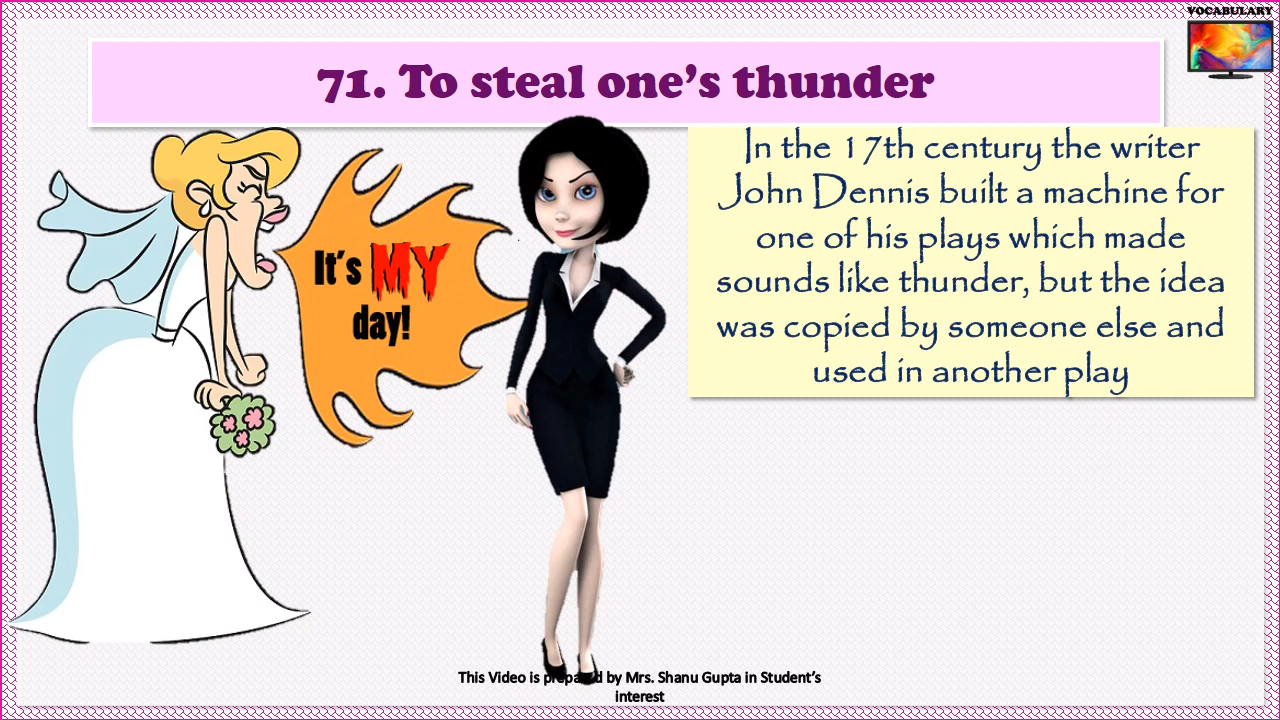 VOCABULARY
71. To steal one's thunder
In the 17th century the writer
John Dennis built a machine for
one of his plays which made
sounds like thunder, but the idea
was copied by someone else and
used in another play
It's MY
day!
This Video is prepared by Mrs. Shanu Gupta in Student's
interest